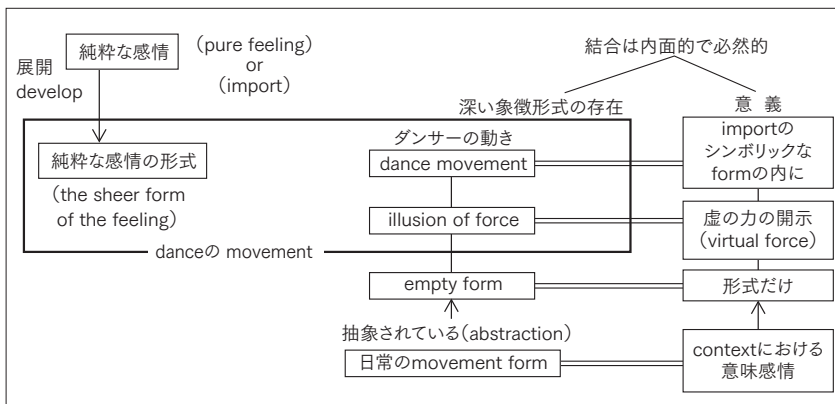 結合は内面的で必然的
純粋な感情
(pure feeling)
or
(import)
展開
develop
深い象徴形式の存在
意 義
ダンサーの動き
importの
シンボリックな
formの内に
純粋な感情の形式
dance movement
(the sheer form
of the feeling)
illusion of force
虚の力の開示
(virtual force)
danceの movement
empty form
形式だけ
抽象されている(abstraction)
日常のmovement form
contextにおける
意味感情